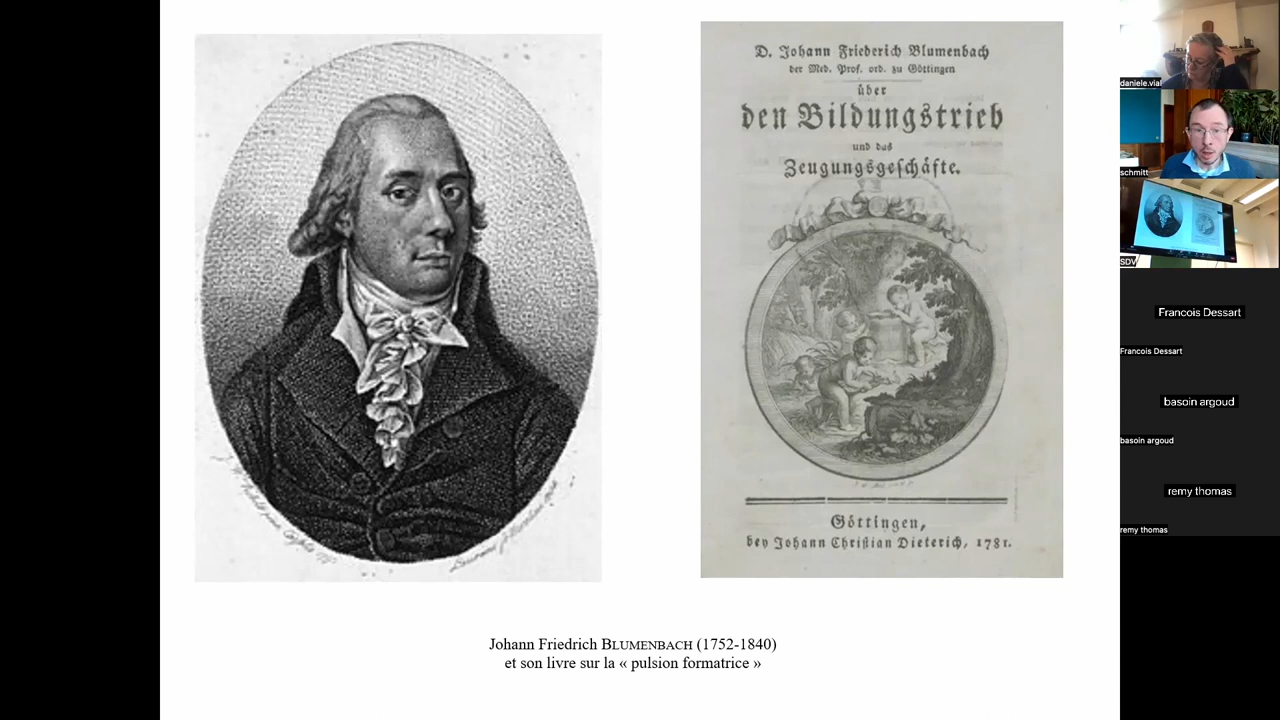 D. Johann Friederich Blumenbach
der Med. Prof. ord. zu Göttingen
über
den Bildungstrieb
und das
Zeugungsgeschäfte.
Göttingen,
bey Johann Christian Dieterich, 1781.
Johann Friedrich BLUMENBACH (1752-1840)
et son livre sur la « pulsion formatrice »
daniele.vial
schmitt
SDV
Francois Dessart
Francois Dessart
basoin argoud
basoin argoud
remy thomas
remy thomas